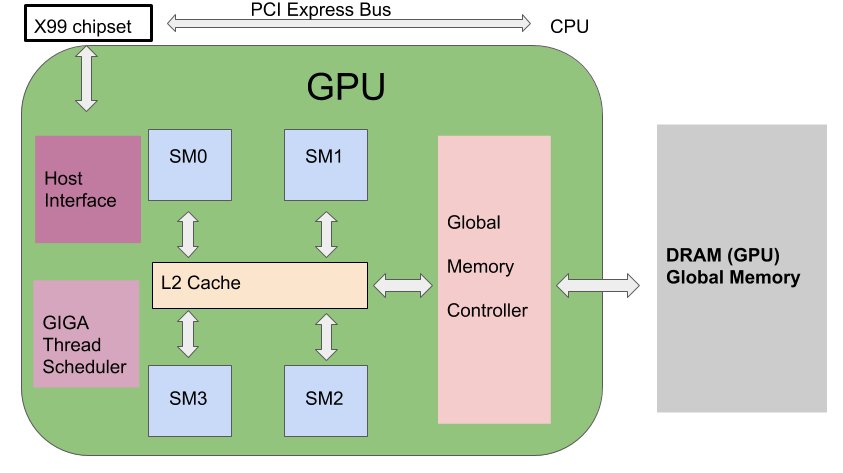 PCI Express Bus
X99 chipset
CPU
GPU
SM0
SM1
Host
Interface
Global
Memory
Controller
DRAM (GPU)
Global Memory
L2 Cache
GIGA
Thread
Scheduler
SM3
SM2